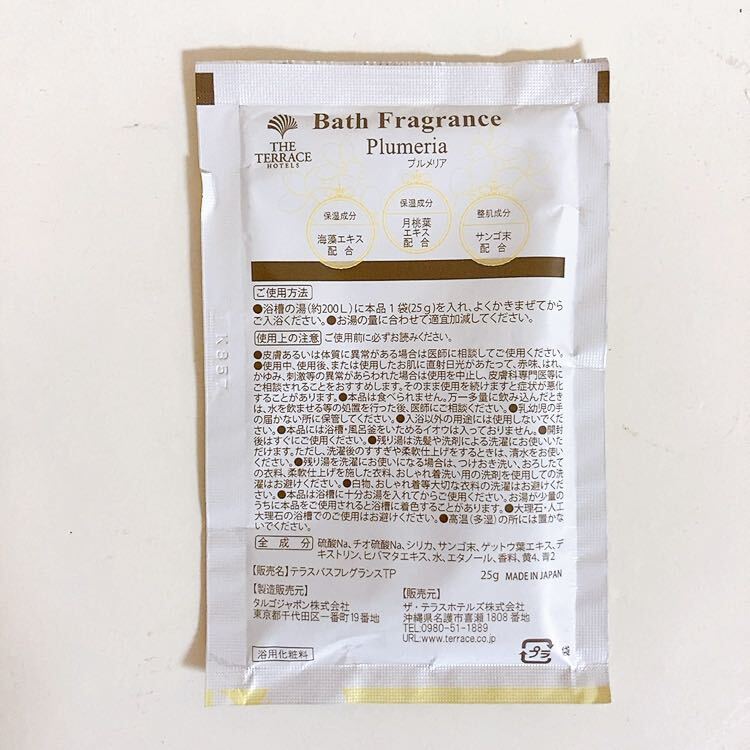 THE
TERRACE
HOTELS
Bath Fragrance
Plumeria
プルメリア
保湿成分
海藻エキス
配合
保湿成分
月桃葉
エキス
配合
整肌成分
サンゴ末
配合
ご使用方法
●浴槽の湯(約200L)に本品1袋(25g)を入れ、よくかきまぜてから
ご入浴ください。●お湯の量に合わせて適宜加減してください。
使用上の注意 ご使用前に必ずお読みください。
●皮膚あるいは体質に異常がある場合は医師に相談してご使用ください。
●使用中、使用後、または使用したお肌に直射日光があたって、赤味、はれ、
かゆみ、刺激等の異常があらわれた場合は使用を中止し、皮膚科専門医等に
ご相談されることをおすすめします。そのまま使用を続けますと症状が悪化
することがあります。●本品は食べられません。万一多量に飲み込んだとき
は、水を飲ませる等の処置を行った後、医師にご相談ください。●乳幼児の手
の届かない所に保管してください。●入浴以外の用途には使用しないでくだ
さい。●本品には浴槽・風呂釜をいためるイオウは入っておりません。●開封
後はすぐにご使用ください。●残り湯は洗髪や洗剤による洗濯にお使いいた
だけます。ただし、洗濯後のすすぎや柔軟仕上げをするときは、清水をお使い
ください。●残り湯を洗濯にお使いになる場合は、つけおき洗い、おろしたて
の衣料、柔軟仕上げを施した衣料、おしゃれ着洗い用の洗剤を使用しての洗
濯はお避けください。●白物、おしゃれ着等大切な衣料の洗濯はお避けくだ
さい。●本品は浴槽に十分お湯を入れてからご使用ください。お湯が少量の
うちに本品をご使用されると浴槽に着色することがあります。●大理石・人工
大理石の浴槽でのご使用はお避けください。●高温(多湿)の所には置かな
いでください。
全成分 硫酸Na、チオ硫酸Na、シリカ、サンゴ末、ゲットウ葉エキス、デ
キストリン、ヒバマタエキス、水、エタノール、香料、黄4、青2
【販売名】テラスバスフレグランスTP 25g MADE IN JAPAN
【製造販売元】
タルゴジャポン株式会社
東京都千代田区一番町19番地
【販売元】
ザ・テラスホテルズ株式会社
沖縄県名護市喜瀬1808番地
TEL:0980-51-1889
URL:www.terrace.co.jp
浴用化粧料
プラ
袋